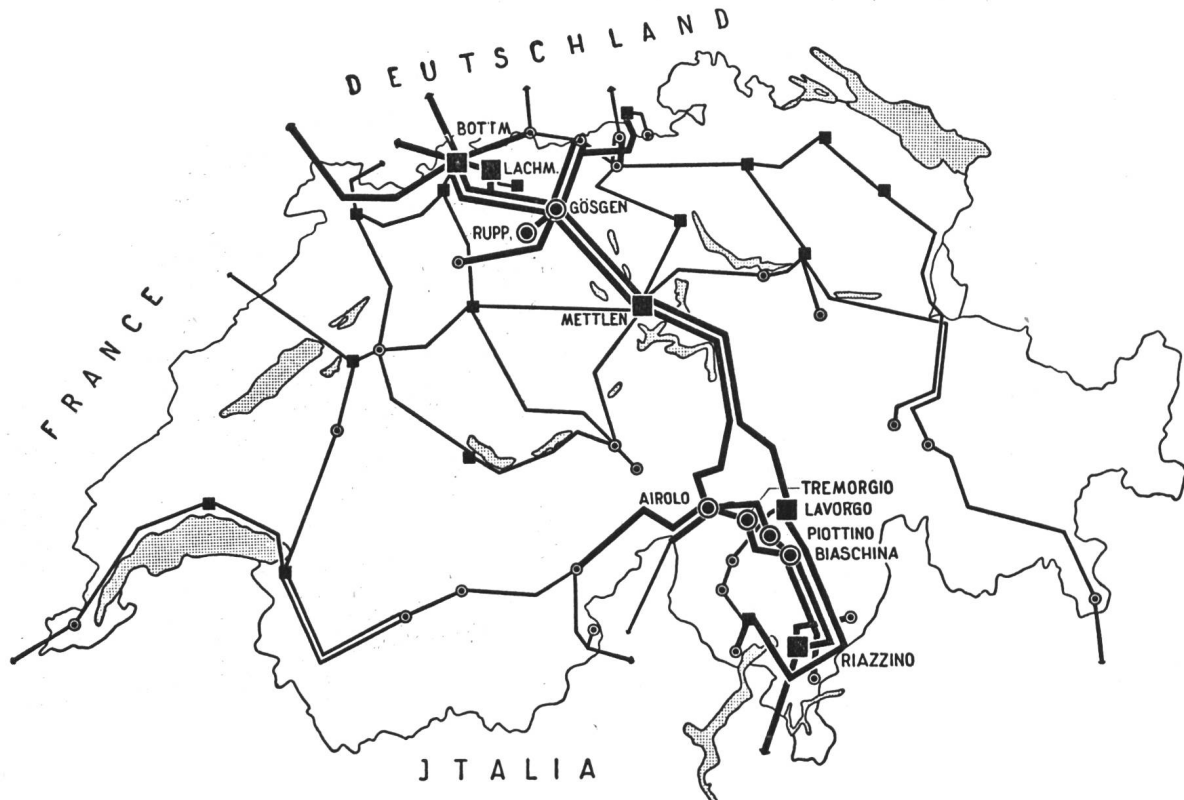 DEUTSCHLAND
BOTTM.
LACHM.
GÖSGEN
RUPP.
FRANCE
METTLEN
AIROLO
TREMORGIO
LAVORGO
PIOTTINO
BIASCHINA
RIAZZINO
JTALIA